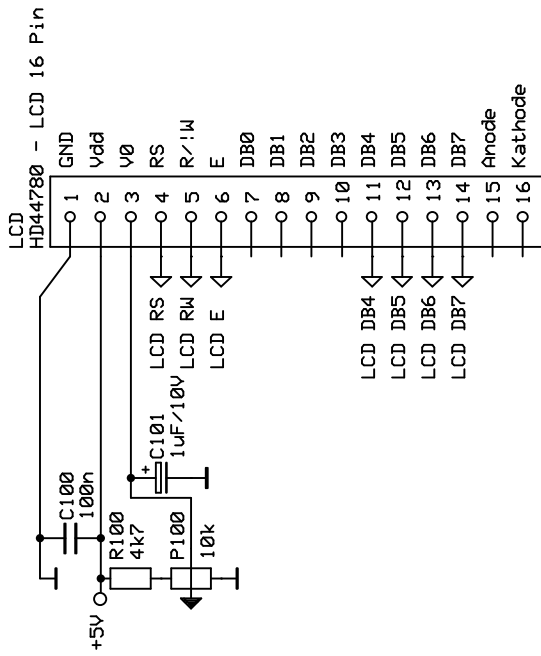 LCD
HD44780 - LCD 16 Pin
1 GND
2 Vdd
3 V0
4 RS
5 R/!W
6 E
7 DB0
8 DB1
9 DB2
10 DB3
11 DB4
12 DB5
13 DB6
14 DB7
15 Anode
16 Kathode
LCD RS
LCD RW
LCD E
LCD DB4
LCD DB5
LCD DB6
LCD DB7
C101
1uF/10V
+
C100
100n
R100
4k7
P100
10k
+5V